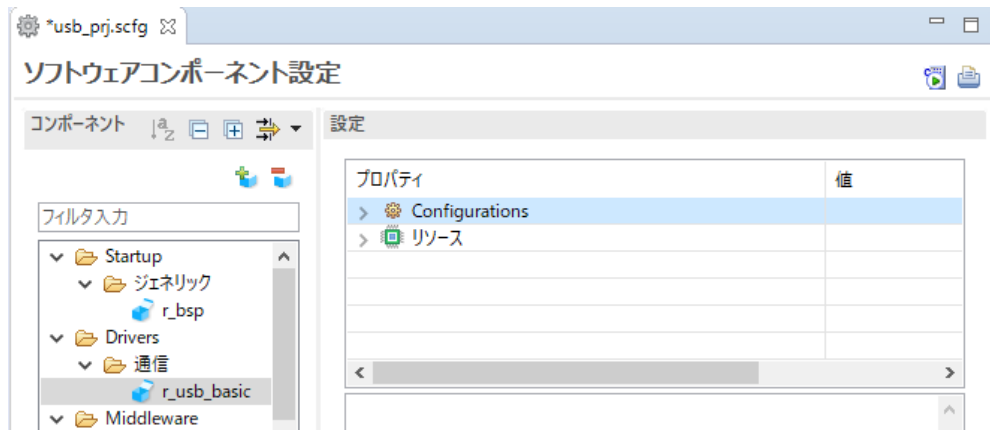 *usb_prj.scfg
ソフトウェアコンポーネント設定
コンポーネント
設定
フィルタ入力
Startup
ジェネリック
r_bsp
Drivers
通信
r_usb_basic
Middleware
プロパティ 値
Configurations
リソース